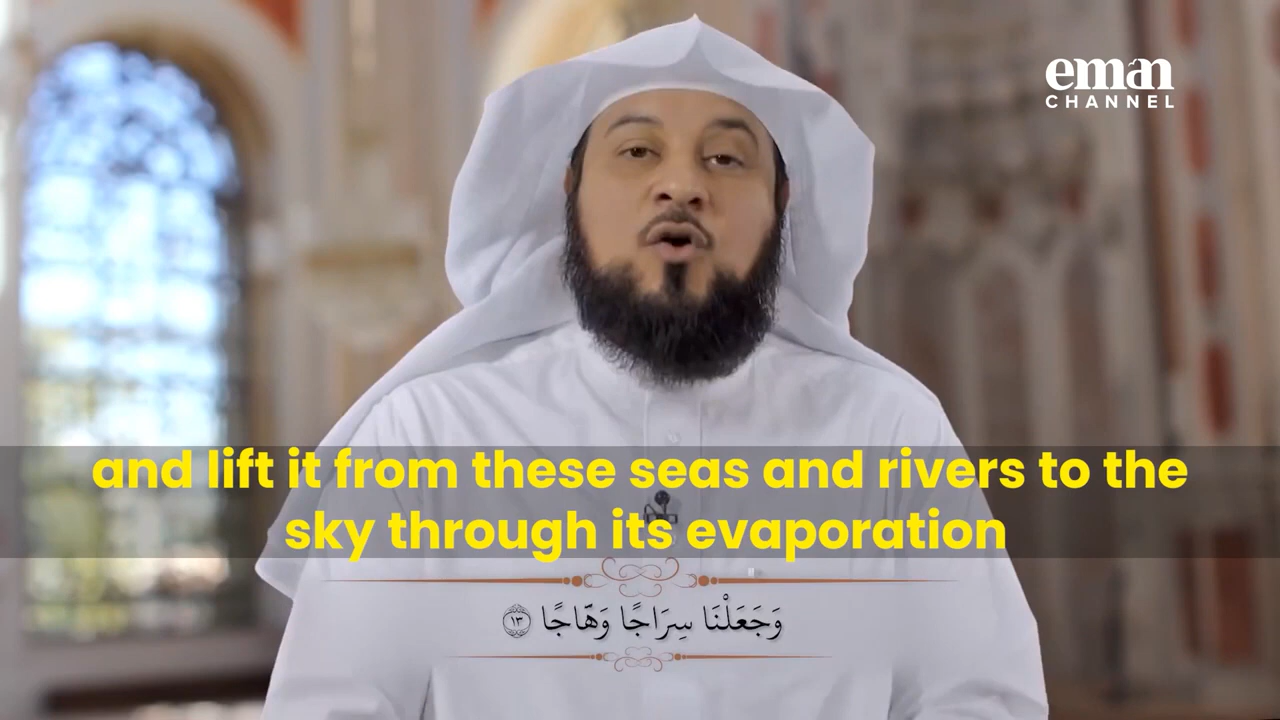 eman
CHANNEL
and lift it from these seas and rivers to the
sky through its evaporation
وَجَعَلْنَا سِرَاجًا وَهَّاجًا ١٣